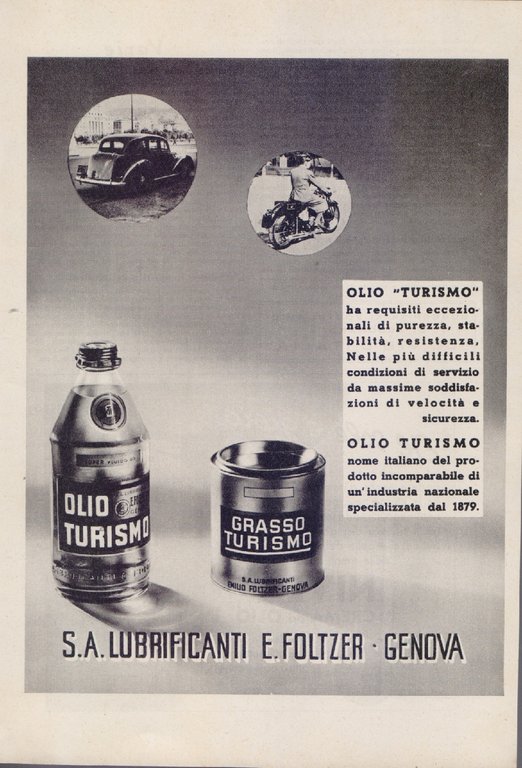 OLIO "TURISMO"
ha requisiti eccezio-
nali di purezza, sta-
bilità, resistenza,
Nelle più difficili
condizioni di servizio
da massime soddisfa-
zioni di velocità e
sicurezza.
OLIO TURISMO
nome italiano del pro-
dotto incomparabile di
un'industria nazionale
specializzata dal 1879.
OLIO
TURISMO
GRASSO
TURISMO
S.A. LUBRIFICANTI
EMILIO FOLTZER-GENOVA
S.A. LUBRIFICANTI E. FOLTZER · GENOVA